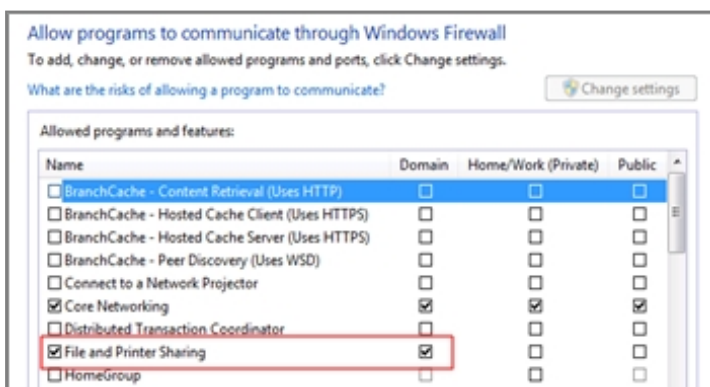 Allow programs to communicate through Windows Firewall
To add, change, or remove allowed programs and ports, click Change settings.
What are the risks of allowing a program to communicate?
Change settings
Allowed programs and features:
Name Domain Home/Work (Private) Public
BranchCache - Content Retrieval (Uses HTTP)
BranchCache - Hosted Cache Client (Uses HTTPS)
BranchCache - Hosted Cache Server (Uses HTTPS)
BranchCache - Peer Discovery (Uses WSD)
Connect to a Network Projector
Core Networking
Distributed Transaction Coordinator
File and Printer Sharing
HomeGroup